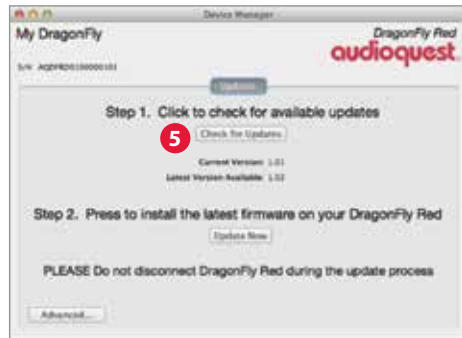 Device Manager
My DragonFly
DragonFly Red
audioquest
Updates
Step 1. Click to check for available updates
5
Check for Updates
Current Version: 1.01
Latest Version Available: 1.02
Step 2. Press to install the latest firmware on your DragonFly Red
Update Now
PLEASE Do not disconnect DragonFly Red during the update process
Advanced...